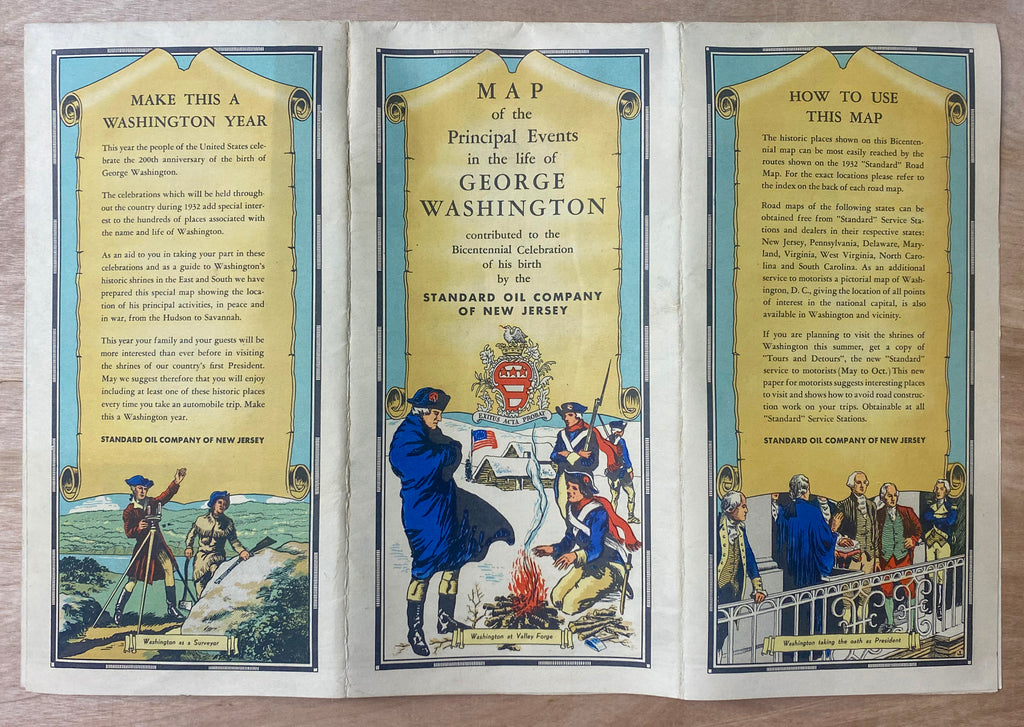 MAKE THIS A
WASHINGTON YEAR
This year the people of the United States cele-
brate the 200th anniversary of the birth of
George Washington.
The celebrations which will be held through-
out the country during 1932 add special inter-
est to the hundreds of places associated with
the name and life of Washington.
As an aid to you in taking your part in these
celebrations and as a guide to Washington's
historic shrines in the East and South we have
prepared this special map showing the loca-
tion of his principal activities, in peace and
in war, from the Hudson to Savannah.
This year your family and your guests will be
more interested than ever before in visiting
the shrines of our country's first President.
May we suggest therefore that you will enjoy
including at least one of these historic places
every time you take an automobile trip. Make
this a Washington year.
STANDARD OIL COMPANY OF NEW JERSEY
Washington as a Surveyor
MAP
of the
Principal Events
in the life of
GEORGE
WASHINGTON
contributed to the
Bicentennial Celebration
of his birth
by the
STANDARD OIL COMPANY
OF NEW JERSEY
EXITUS ACTA PROBAT
Washington at Valley Forge
HOW TO USE
THIS MAP
The historic places shown on this Bicenten-
nial map can be most easily reached by the
routes shown on the 1932 "Standard" Road
Map. For the exact locations please refer to
the index on the back of each road map.
Road maps of the following states can be
obtained free from "Standard" Service Sta-
tions and dealers in their respective states:
New Jersey, Pennsylvania, Delaware, Mary-
land, Virginia, West Virginia, North Caro-
lina and South Carolina. As an additional
service to motorists a pictorial map of Wash-
ington, D. C., giving the location of all points
of interest in the national capital, is also
available in Washington and vicinity.
If you are planning to visit the shrines of
Washington this summer, get a copy of
"Tours and Detours", the new "Standard"
service to motorists (May to Oct.) This new
paper for motorists suggests interesting places
to visit and shows how to avoid road construc-
tion work on your trips. Obtainable at all
"Standard" Service Stations.
STANDARD OIL COMPANY OF NEW JERSEY
Washington taking the oath as President